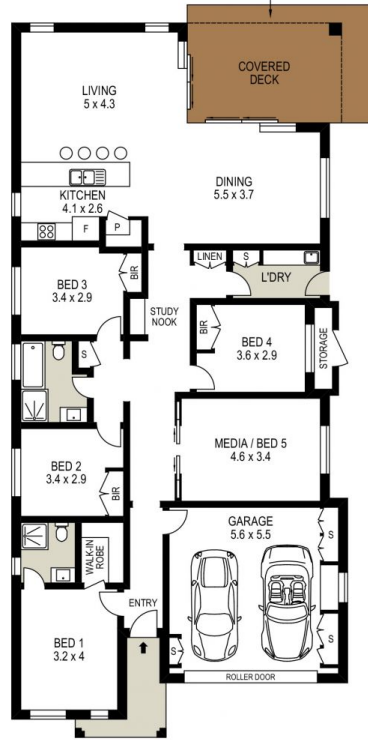 COVERED
DECK
LIVING
5 x 4.3
KITCHEN
4.1 x 2.6
F
P
DINING
5.5 x 3.7
LINEN
S
L'DRY
BED 3
3.4 x 2.9
BIR
STUDY
NOOK
BIR
BED 4
3.6 x 2.9
STORAGE
S
BED 2
3.4 x 2.9
BIR
MEDIA / BED 5
4.6 x 3.4
GARAGE
5.6 x 5.5
S
WALK-IN
ROBE
ENTRY
BED 1
3.2 x 4
S
S
ROLLER DOOR